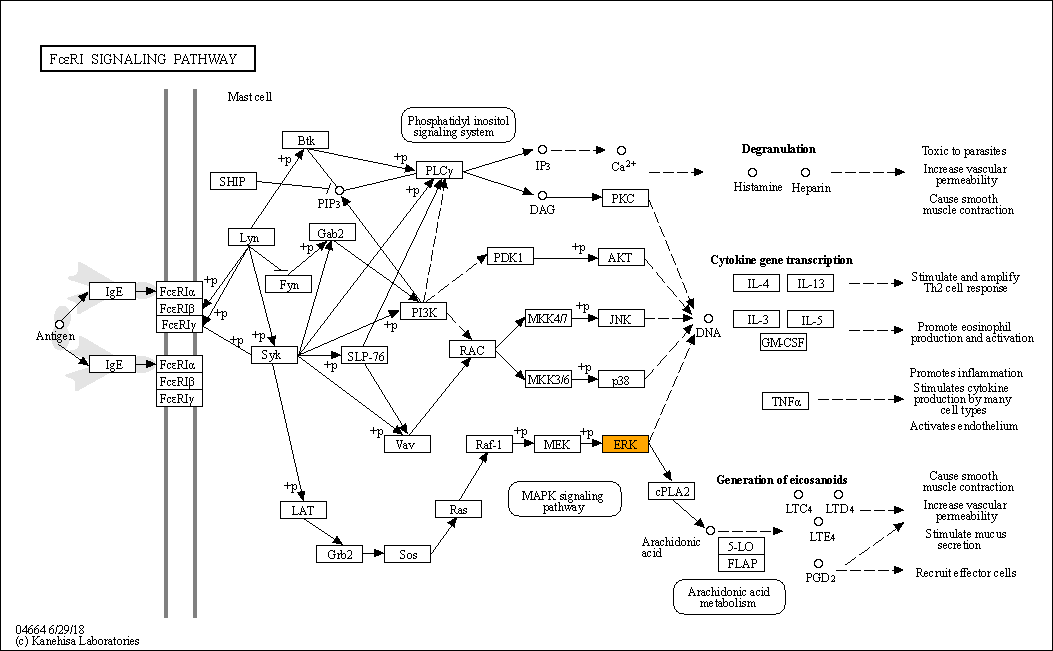 FcεRI SIGNALING PATHWAY
Mast cell
Phosphatidyl inositol
signaling system
Btk
+p
+p
PLCγ
+p
SHIP
PIP3
IP3
Ca2+
DAG
PKC
Degranulation
Histamine
Heparin
Toxic to parasites
Increase vascular
permeability
Cause smooth
muscle contraction
Lyn
Gab2
+p
Fyn
PDK1
+p
AKT
Cytokine gene transcription
IL-4
IL-13
IL-3
IL-5
GM-CSF
Stimulate and amplify
Th2 cell response
Promote eosinophil
production and activation
Antigen
IgE
FcεRIα
FcεRIβ
FcεRIγ
+p
+p
IgE
FcεRIα
FcεRIβ
FcεRIγ
+p
Syk
+p
SLP-76
+p
PI3K
RAC
MKK4/7
+p
JNK
DNA
MKK3/6
+p
p38
TNFα
Promotes inflammation
Stimulates cytokine
production by many
cell types
Activates endothelium
+p
Vav
Raf-1
+p
MEK
+p
ERK
MAPK signaling
pathway
cPLA2
+p
LAT
Ras
Grb2
Sos
Generation of eicosanoids
LTC4
LTD4
LTE4
Arachidonic
acid
5-LO
FLAP
PGD2
Arachidonic acid
metabolism
Cause smooth
muscle contraction
Increase vascular
permeability
Stimulate mucus
secretion
Recruit effector cells
04664 6/29/18
(c) Kanehisa Laboratories